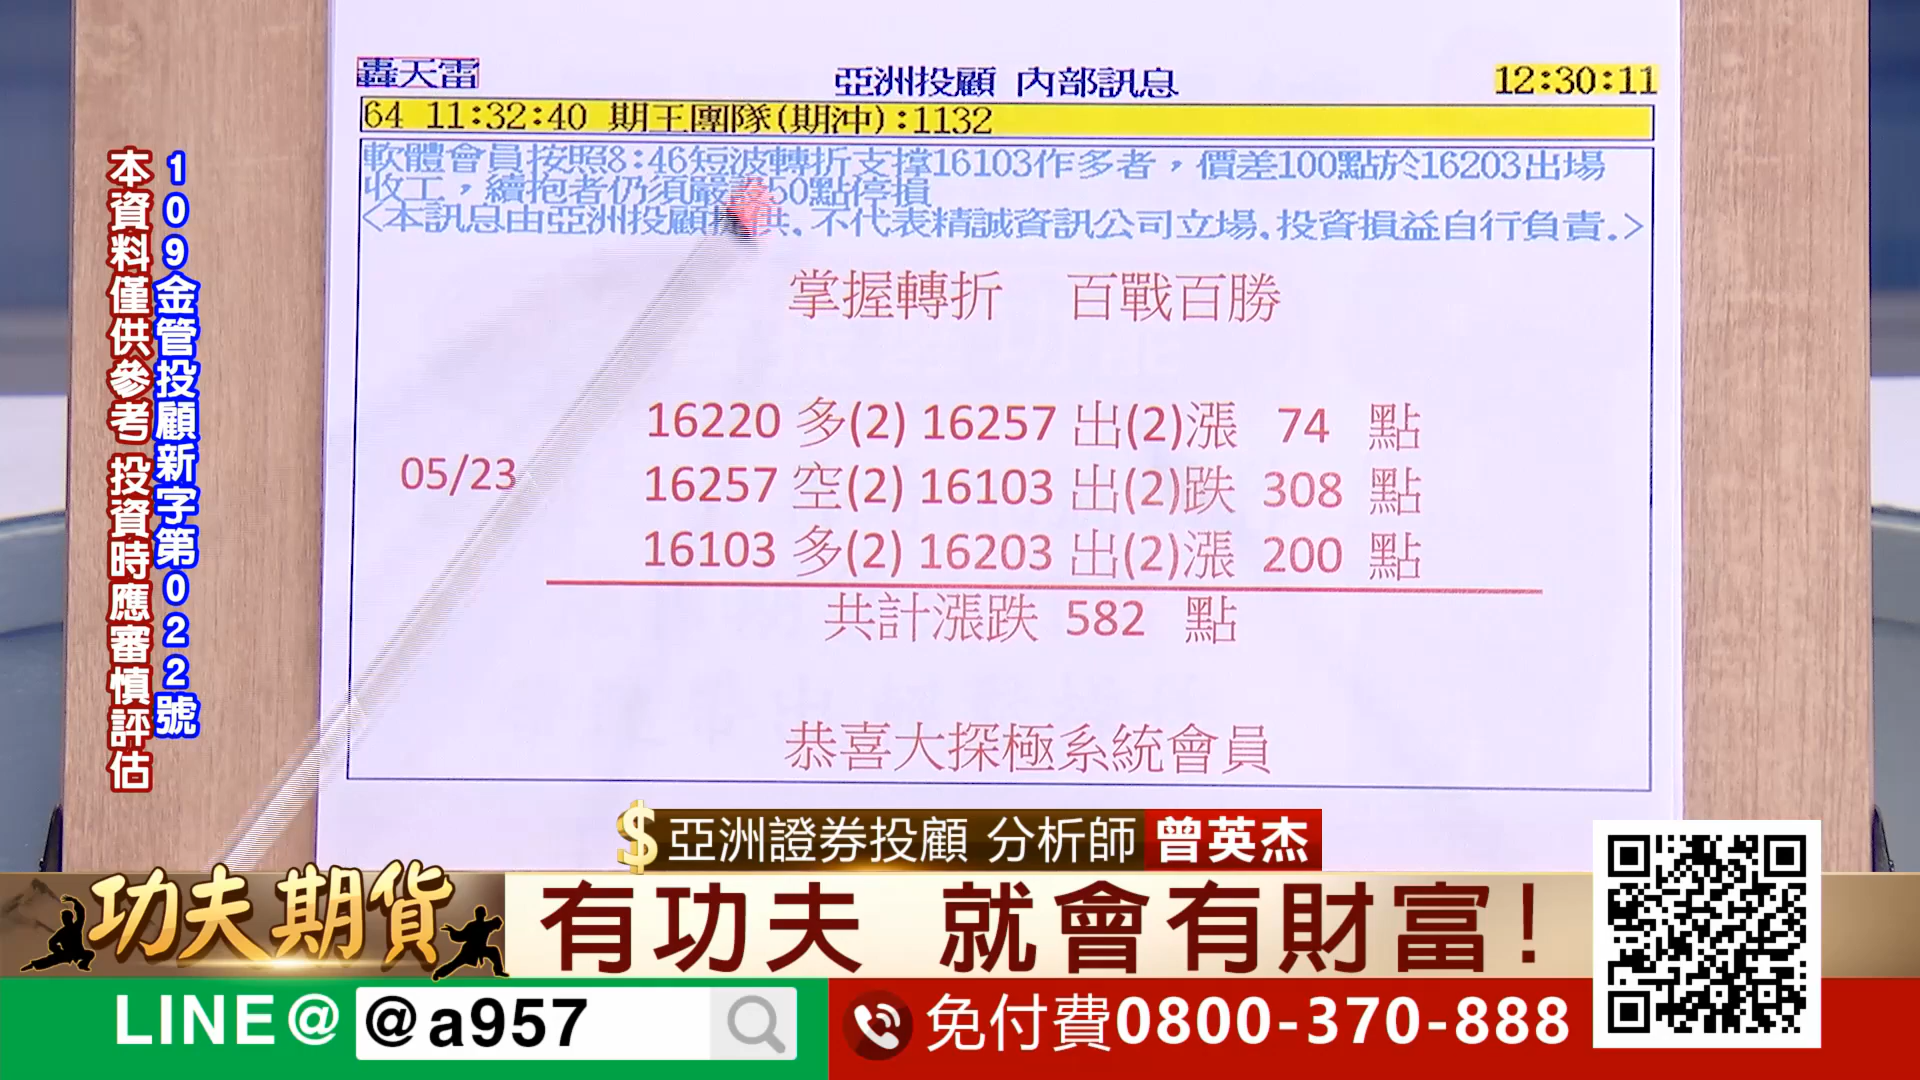 轟天雷
亞洲投顧 內部訊息
12:30:11
64 11:32:40 期王團隊(期沖):1132
軟體會員按照8:46短波轉折支撐16103作多者，價差100點於16203出場
收工，續抱者仍須嚴設50點停損
<本訊息由亞洲投顧提供.不代表精誠資訊公司立場.投資損益自行負責.>
掌握轉折 百戰百勝
05/23
16220 多(2) 16257 出(2)漲 74 點
16257 空(2) 16103 出(2)跌 308 點
16103 多(2) 16203 出(2)漲 200 點
共計漲跌 582 點
恭喜大探極系統會員
109金管投顧新字第022號
本資料僅供參考 投資時應審慎評估
$亞洲證券投顧 分析師 曾英杰
功夫期貨
有功夫 就會有財富!
LINE@ @a957
免付費0800-370-888